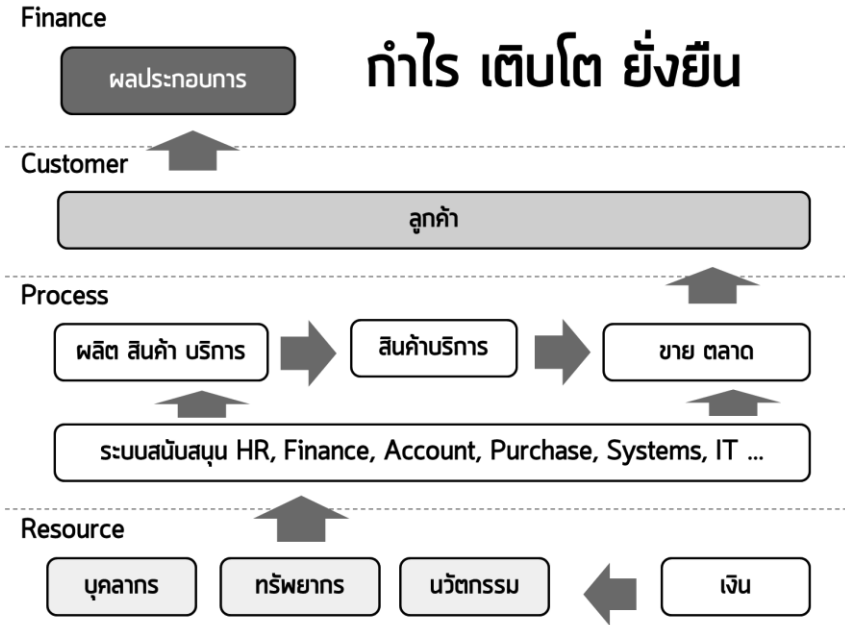 Finance
ผลประกอบการ
กำไร เติบโต ยั่งยืน
Customer
ลูกค้า
Process
ผลิต สินค้า บริการ
สินค้าบริการ
ขาย ตลาด
ระบบสนับสนุน HR, Finance, Account, Purchase, Systems, IT ...
Resource
บุคลากร
ทรัพยากร
นวัตกรรม
เงิน